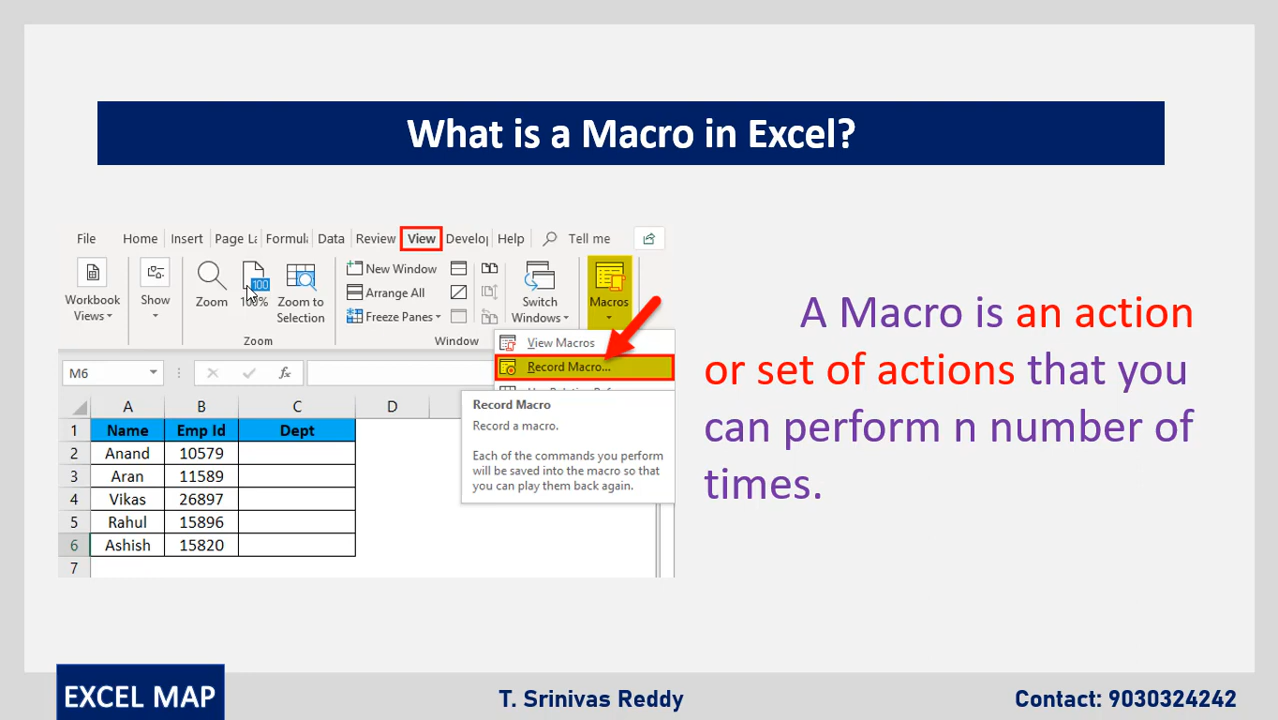 What is a Macro in Excel?
File Home Insert Page La Formula Data Review View Develop Help Tell me
New Window
Arrange All
Freeze Panes
Workbook Views
Show
Zoom
100%
Zoom to Selection
Switch Windows
Macros
Zoom
Window
View Macros
Record Macro...
M6
fx
Record Macro
Record a macro.
Each of the commands you perform
will be saved into the macro so that
you can play them back again.
A B C D
1 Name Emp Id Dept
2 Anand 10579
3 Aran 11589
4 Vikas 26897
5 Rahul 15896
6 Ashish 15820
7
A Macro is an action
or set of actions that you
can perform n number of
times.
EXCEL MAP
T. Srinivas Reddy
Contact: 9030324242